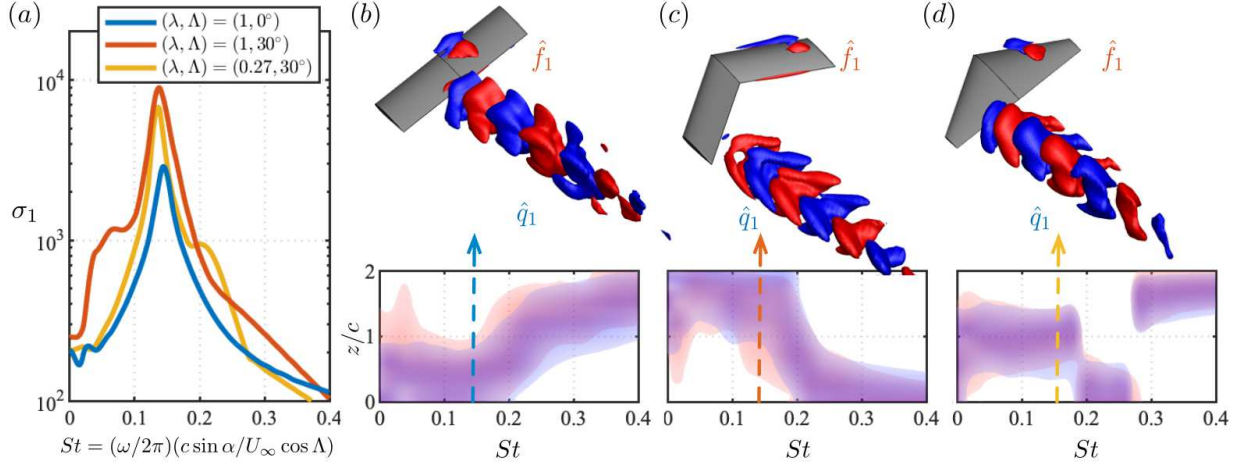 (a)
(λ, Λ) = (1, 0°)
(λ, Λ) = (1, 30°)
(λ, Λ) = (0.27, 30°)
10⁴
10³
10²
σ₁
0 0.1 0.2 0.3 0.4
St = (ω/2π)(c sin α/U∞ cos Λ)
(b)
f̂₁
q̂₁
2
1
0
z/c
0 0.1 0.2 0.3 0.4
St
(c)
f̂₁
q̂₁
0 0.1 0.2 0.3 0.4
St
(d)
f̂₁
q̂₁
0 0.1 0.2 0.3 0.4
St